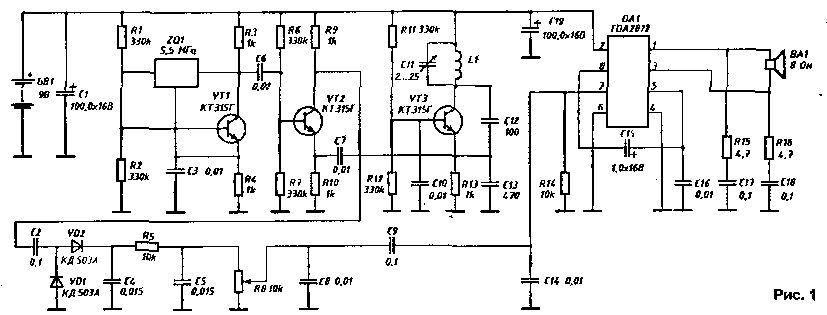 R1
330k
ZQ1
5,5 МГц
R3
1k
C6
0,01
R6
330k
R9
1k
R11 330k
C11
2...25
L1
C19
100,0x16В
DA1
TDA2822
GB1
9В
C1
100,0x16В
VT1
КТ315Г
VT2
КТ315Г
VT3
КТ315Г
C12
100
2
8
7
6
1
3
5
4
BA1
8 Ом
R2
330k
C3 0,01
R4
1k
R7
330k
R10
1k
C7
0,01
R12
330k
C10
0,01
R13
1k
C13
470
R14
10k
C15
1,0x16В
C16
0,01
R15
4,7
C17
0,1
R16
4,7
C18
0,1
C2
0,1
VD2
КД 503А
VD1
КД 503А
R5
10k
C4
0,015
C5
0,015
R8 10k
C8 0,01
C9
0,1
C14 0,01
Рис. 1